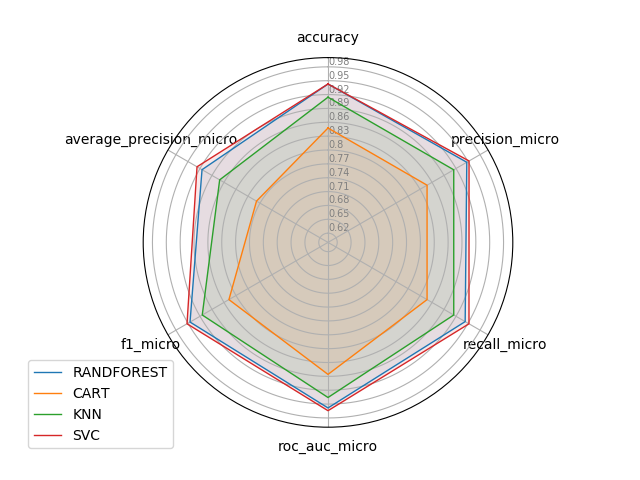 accuracy
0.98
0.95
0.92
0.89
0.86
0.83
0.8
0.77
0.74
0.71
0.68
0.65
0.62
average_precision_micro
precision_micro
f1_micro
recall_micro
roc_auc_micro
RANDFOREST
CART
KNN
SVC